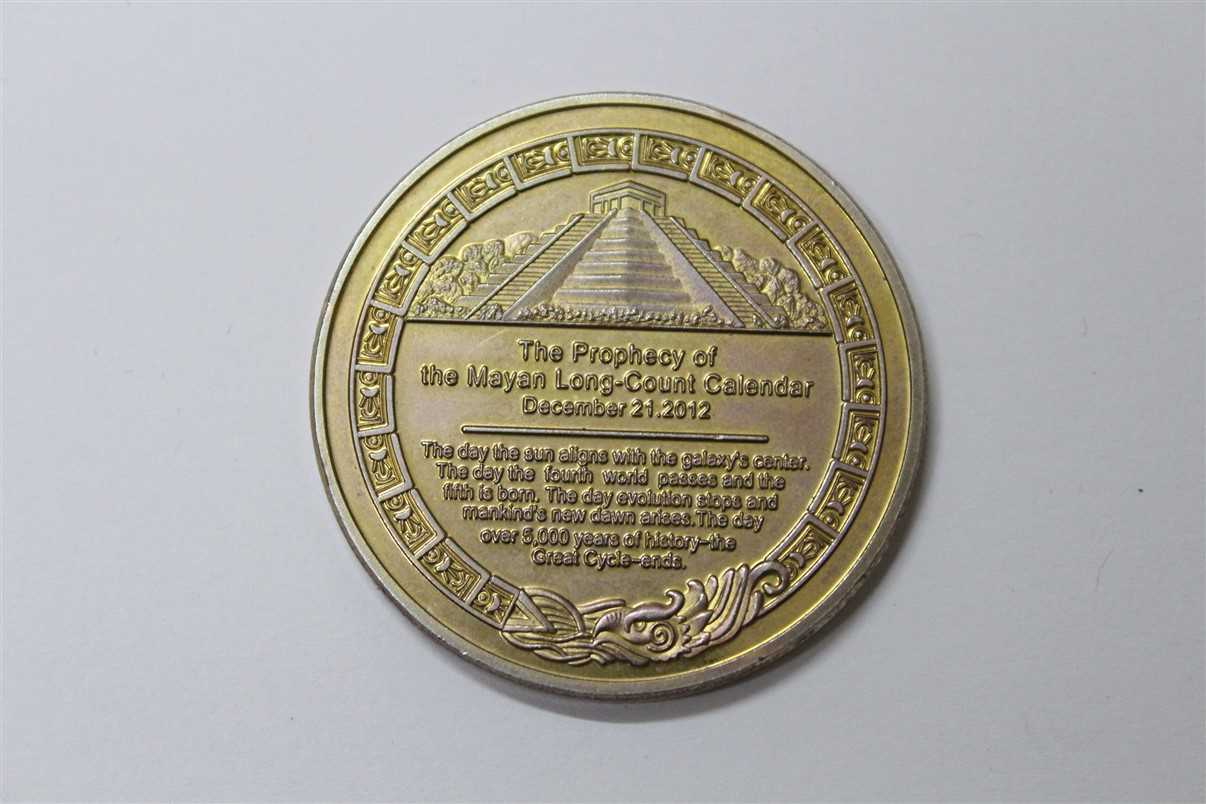 The Prophecy of
the Mayan Long-Count Calendar
December 21.2012
The day the sun aligns with the galaxy's center.
The day the fourth world passes and the
fifth is born. The day evolution stops and
mankind's new dawn arises. The day
over 5,000 years of history-the
Great Cycle-ends.